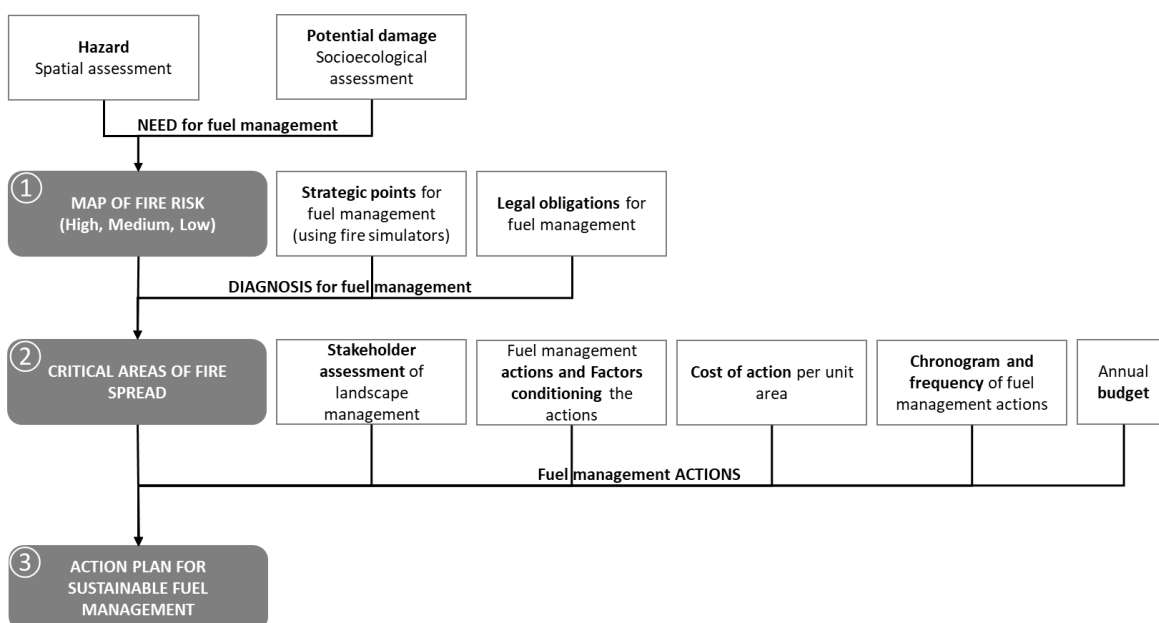 Hazard
Spatial assessment
Potential damage
Socioecological
assessment
NEED for fuel management
1
MAP OF FIRE RISK
(High, Medium, Low)
Strategic points for
fuel management
(using fire simulators)
Legal obligations for
fuel management
DIAGNOSIS for fuel management
2
CRITICAL AREAS OF FIRE
SPREAD
Stakeholder
assessment of
landscape
management
Fuel management
actions and Factors
conditioning the
actions
Cost of action per unit
area
Chronogram and
frequency of fuel
management actions
Annual
budget
Fuel management ACTIONS
3
ACTION PLAN FOR
SUSTAINABLE FUEL
MANAGEMENT